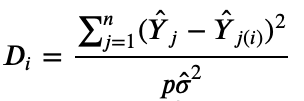 $D_i = \frac{\sum_{j=1}^{n} (\hat{Y}_j - \hat{Y}_{j(i)})^2}{p\hat{\sigma}^2}$